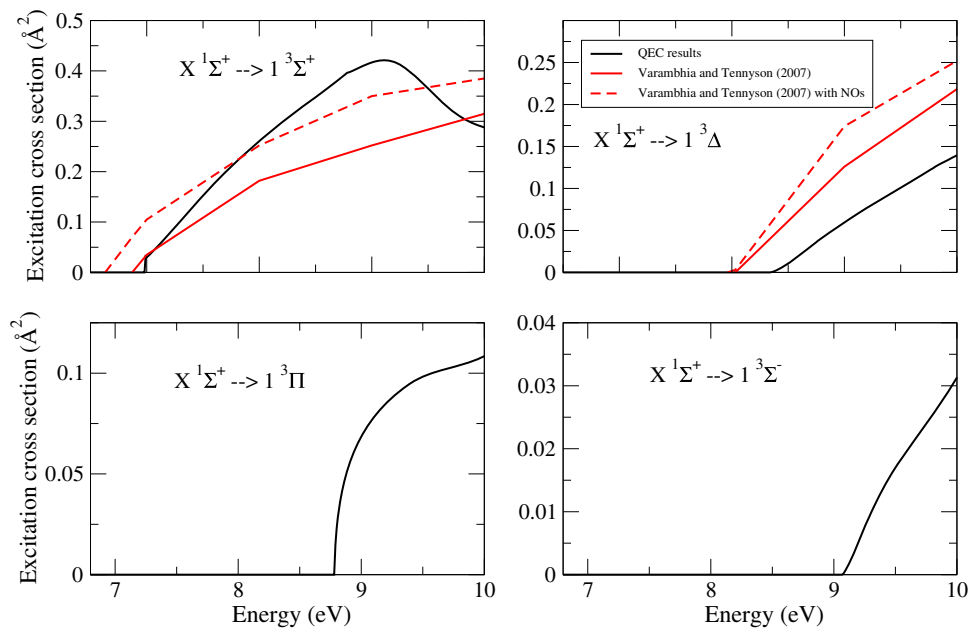 0.5
0.4
0.3
0.2
0.1
0
Excitation cross section (Å²)
X ¹Σ⁺ --> 1 ³Σ⁺
0.25
0.2
0.15
0.1
0.05
0
QEC results
Varambhia and Tennyson (2007)
Varambhia and Tennyson (2007) with NOs
X ¹Σ⁺ --> 1 ³Δ
0.1
0.05
0
Excitation cross section (Å²)
X ¹Σ⁺ --> 1 ³Π
7 8 9 10
Energy (eV)
0.04
0.03
0.02
0.01
0
X ¹Σ⁺ --> 1 ³Σ⁻
7 8 9 10
Energy (eV)